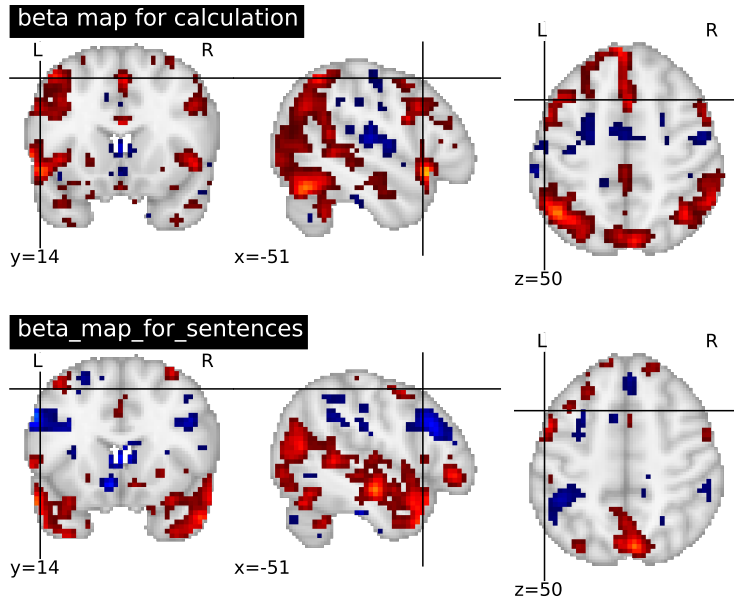 beta map for calculation
L R L R
y=14 x=-51 z=50
beta_map_for_sentences
L R L R
y=14 x=-51 z=50